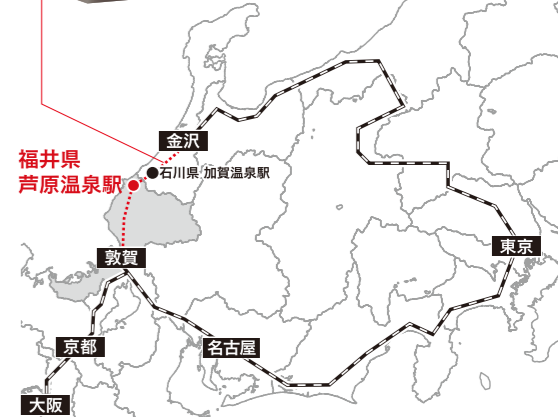 金沢
福井県
芦原温泉駅
石川県 加賀温泉駅
敦賀
東京
京都
名古屋
大阪